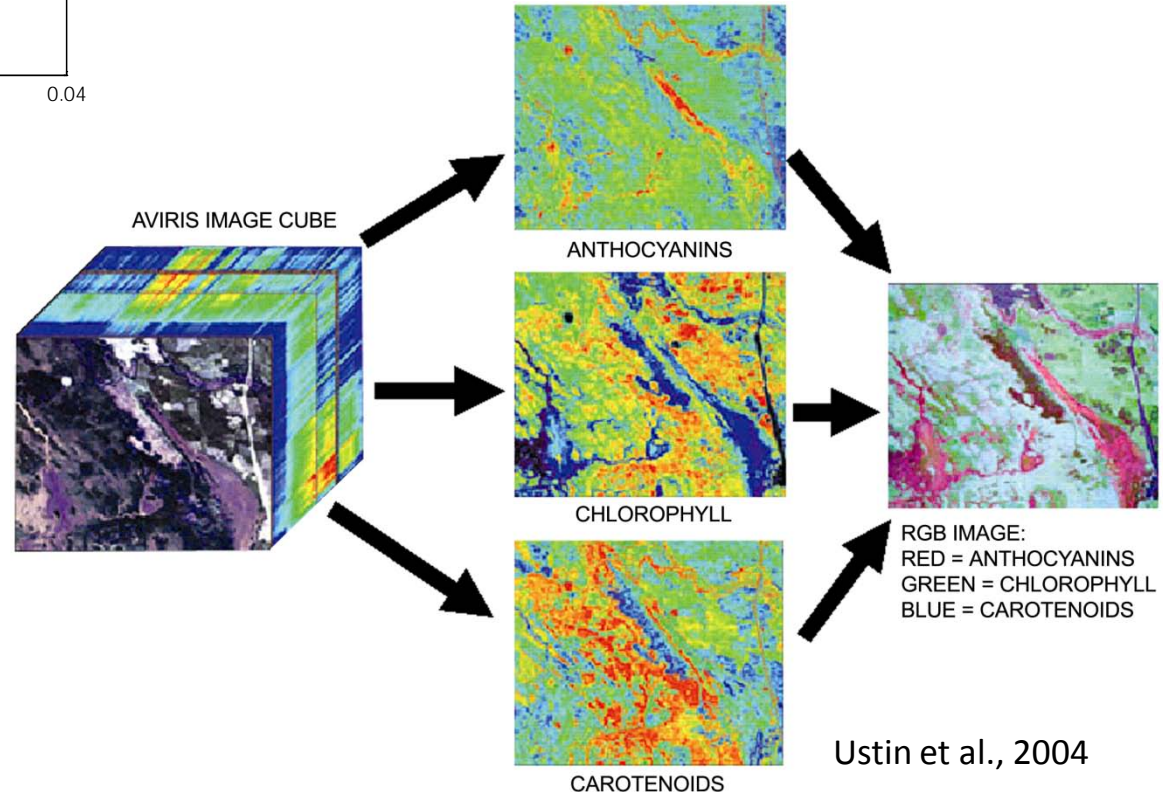 0.04
AVIRIS IMAGE CUBE
ANTHOCYANINS
CHLOROPHYLL
CAROTENOIDS
RGB IMAGE:
RED = ANTHOCYANINS
GREEN = CHLOROPHYLL
BLUE = CAROTENOIDS
Ustin et al., 2004